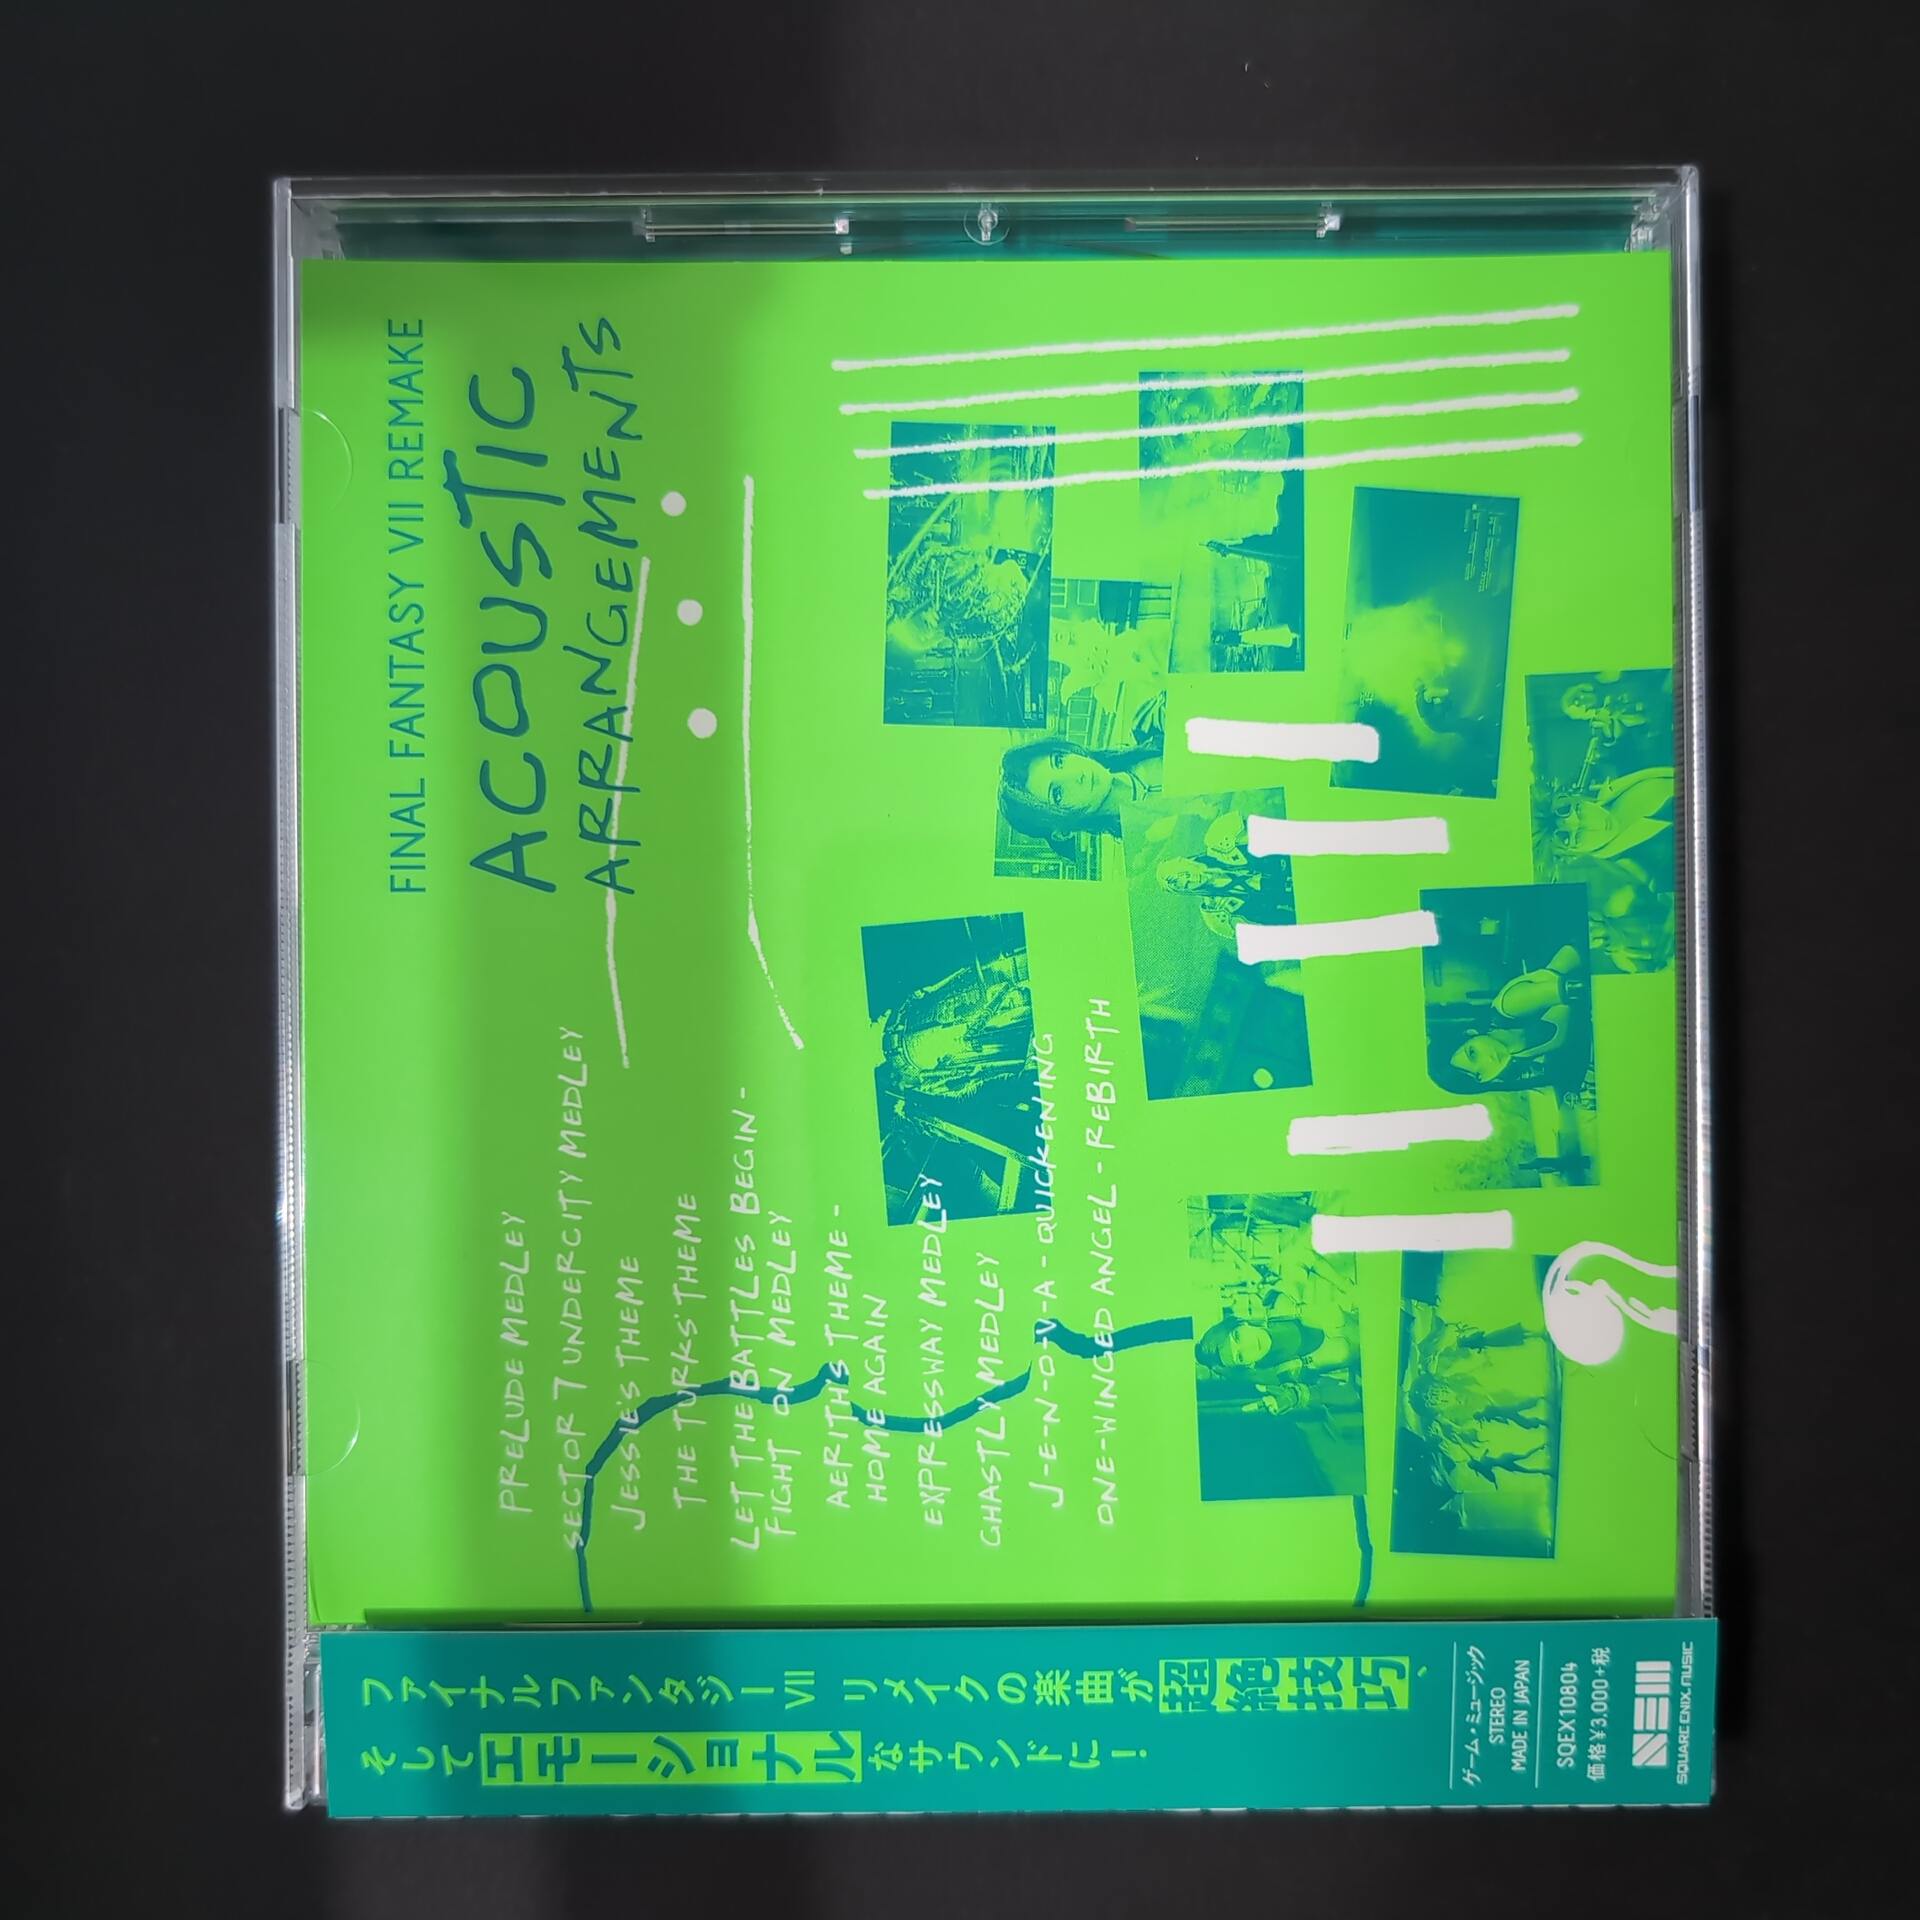 ファイナルファンタジーVII リメイクの楽曲が超絶技巧、
そしてエモーショナルなサウンドに!
ゲーム・ミュージック
STEREO
MADE IN JAPAN
SQEX10804
価格¥3,000+税
SQUARE ENIX. MUSIC
FINAL FANTASY VII REMAKE
ACOUSTIC
ARRANGEMENTS
PRELUDE MEDLEY
SECTOR 7 UNDERCITY MEDLEY
JESSIE'S THEME
THE TURKS' THEME
LET THE BATTLES BEGIN -
FIGHT ON MEDLEY
AERITH'S THEME -
HOME AGAIN
EXPRESSWAY MEDLEY
GHASTLY MEDLEY
J-E-N-O-V-A - QUICKENING
ONE-WINGED ANGEL - REBIRTH
161